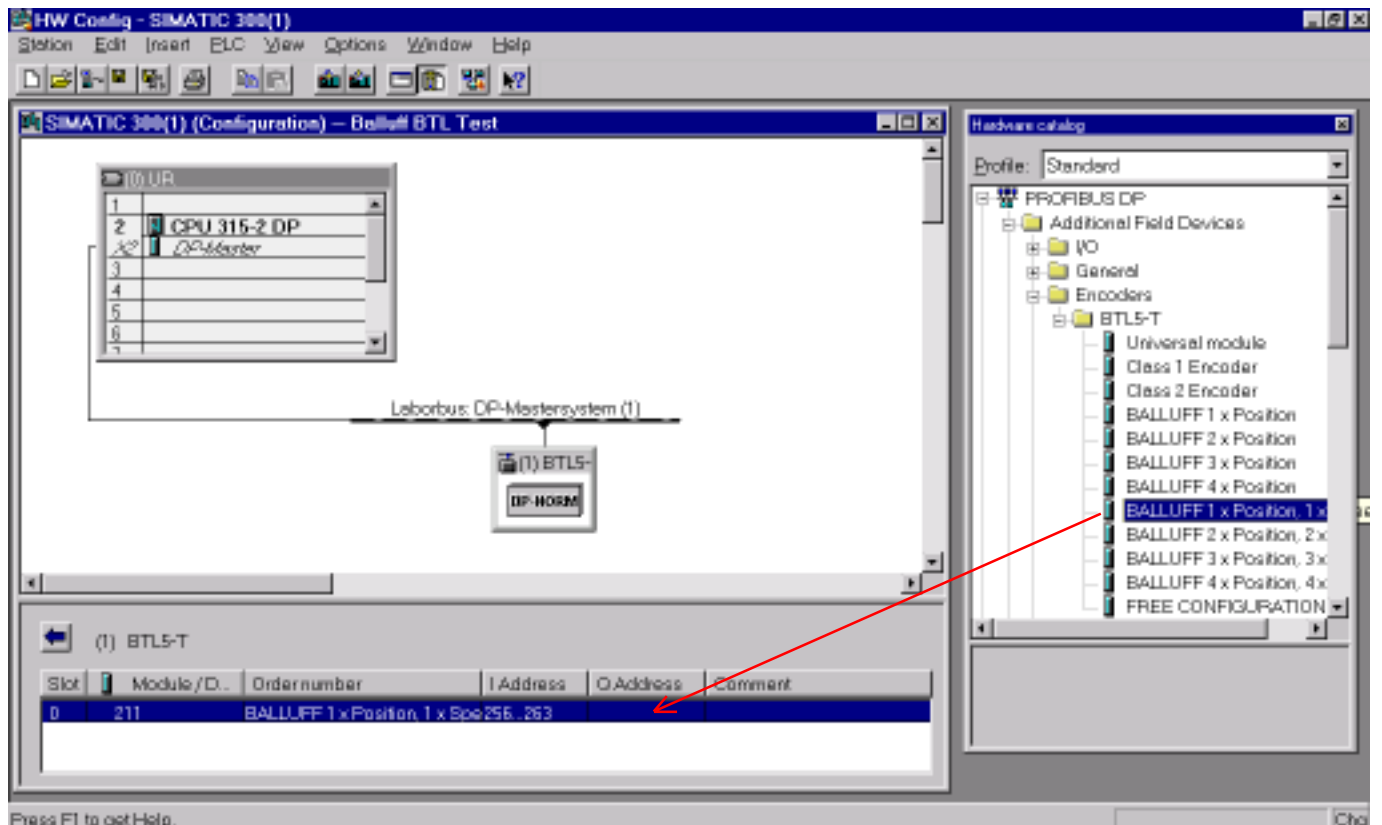 HW Config - SIMATIC 300(1)
Station Edit Insert PLC View Options Window Help
SIMATIC 300(1) (Configuration) -- Balluff BTL Test
(0) UR
1
2 CPU 315-2 DP
X2 DP-Master
3
4
5
6
7
Laborbus: DP-Mastersystem (1)
(1) BTL5-
DP-NORM
(1) BTL5-T
Slot Module / D... Order number I Address Q Address Comment
0 211 BALLUFF 1 x Position, 1 x Spe 256...263
Hardware catalog
Profile: Standard
PROFIBUS DP
Additional Field Devices
I/O
General
Encoders
BTL5-T
Universal module
Class 1 Encoder
Class 2 Encoder
BALLUFF 1 x Position
BALLUFF 2 x Position
BALLUFF 3 x Position
BALLUFF 4 x Position
BALLUFF 1 x Position, 1 x
BALLUFF 2 x Position, 2 x
BALLUFF 3 x Position, 3 x
BALLUFF 4 x Position, 4 x
FREE CONFIGURATION
Press F1 to get Help.
Chg